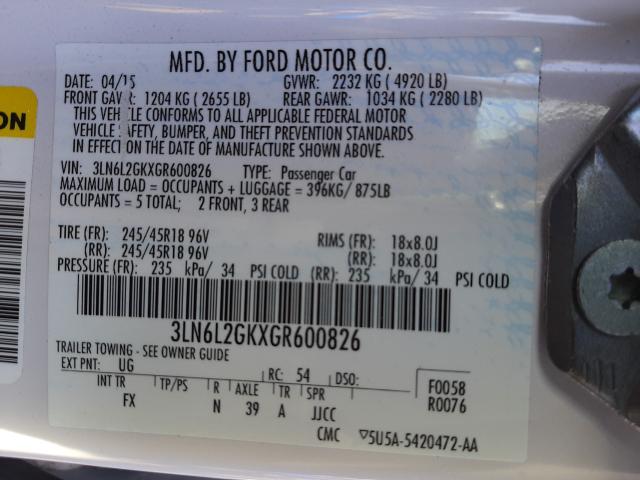 ON
MFD. BY FORD MOTOR CO.
DATE: 04/15 GVWR: 2232 KG ( 4920 LB)
FRONT GAWR: 1204 KG ( 2655 LB) REAR GAWR: 1034 KG ( 2280 LB)
THIS VEHICLE CONFORMS TO ALL APPLICABLE FEDERAL MOTOR
VEHICLE SAFETY, BUMPER, AND THEFT PREVENTION STANDARDS
IN EFFECT ON THE DATE OF MANUFACTURE SHOWN ABOVE.
VIN: 3LN6L2GKXGR600826 TYPE: Passenger Car
MAXIMUM LOAD = OCCUPANTS + LUGGAGE = 396KG/ 875LB
OCCUPANTS = 5 TOTAL; 2 FRONT, 3 REAR
TIRE (FR): 245/45R18 96V RIMS (FR): 18x8.0J
(RR): 245/45R18 96V (RR): 18x8.0J
PRESSURE (FR): 235 kPa/ 34 PSI COLD (RR): 235 kPa/ 34 PSI COLD
3LN6L2GKXGR600826
TRAILER TOWING - SEE OWNER GUIDE
EXT PNT: UG RC: 54 DSO: F0058
INT TR TP/PS R AXLE TR SPR R0076
FX N 39 A JJCC
CMC ▽5U5A-5420472-AA